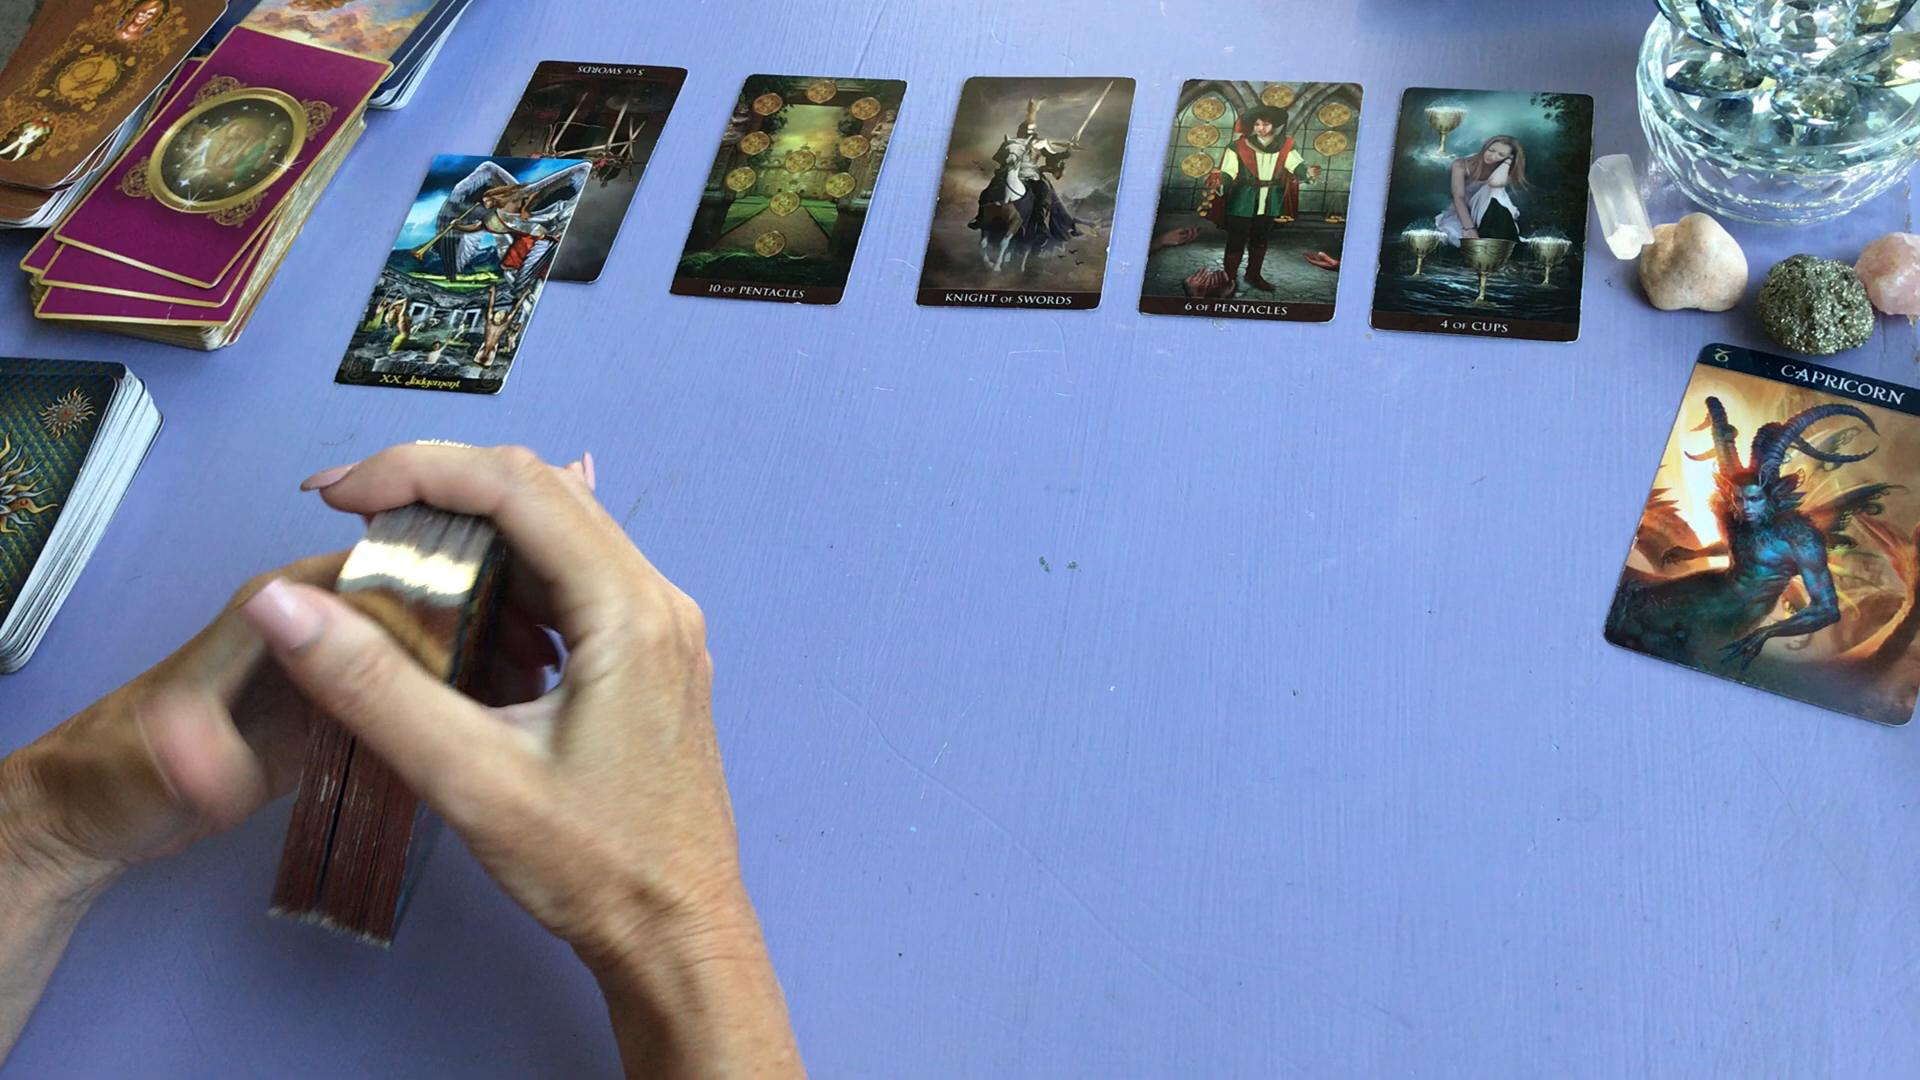 5 OF SWORDS
10 OF PENTACLES
KNIGHT OF SWORDS
6 OF PENTACLES
4 OF CUPS
XX. Judgement
CAPRICORN